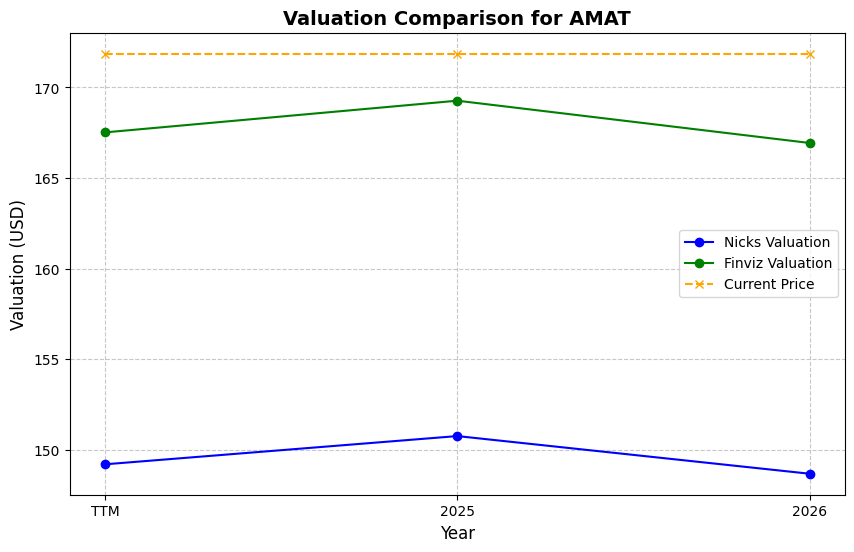 Valuation Comparison for AMAT
Valuation (USD)
170
165
160
155
150
Nicks Valuation
Finviz Valuation
Current Price
TTM
2025
2026
Year